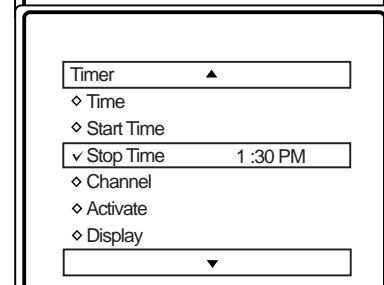 Timer
Time
Start Time
Stop Time 1 :30 PM
Channel
Activate
Display